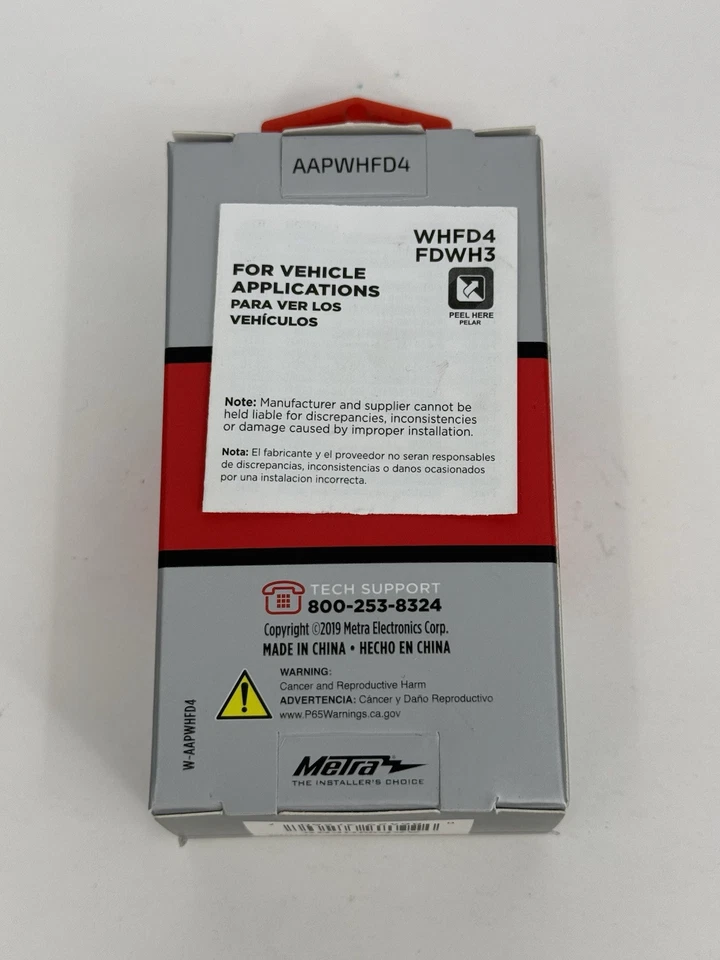 AAPWHFD4
WHFD4
FDWH3
FOR VEHICLE
APPLICATIONS
PARA VER LOS
VEHÍCULOS
PEEL HERE
PELAR
Note: Manufacturer and supplier cannot be
held liable for discrepancies, inconsistencies
or damage caused by improper installation.
Nota: El fabricante y el proveedor no seran responsables
de discrepancias, inconsistencias o danos ocasionados
por una instalacion incorrecta.
TECH SUPPORT
800-253-8324
Copyright ©2019 Metra Electronics Corp.
MADE IN CHINA • HECHO EN CHINA
WARNING:
Cancer and Reproductive Harm
ADVERTENCIA: Cáncer y Daño Reproductivo
www.P65Warnings.ca.gov
W-AAPWHFD4
Metra
THE INSTALLER'S CHOICE